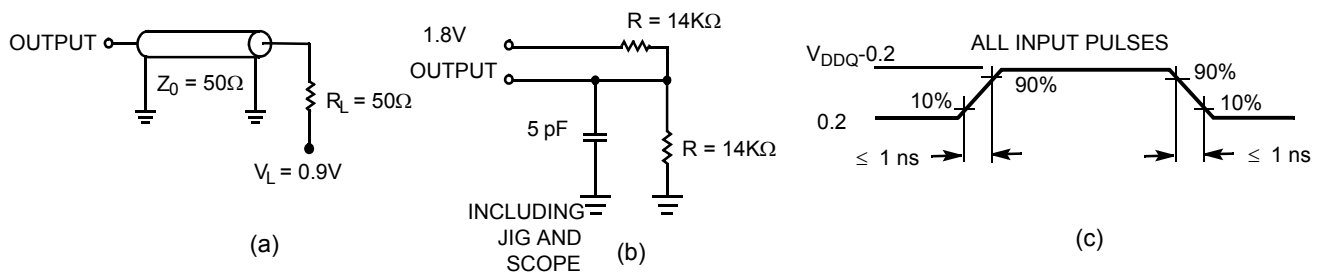 OUTPUT
Z0 = 50Ω
RL = 50Ω
VL = 0.9V
(a)
R = 14KΩ
1.8V
OUTPUT
5 pF
R = 14KΩ
INCLUDING
JIG AND
SCOPE
(b)
ALL INPUT PULSES
VDDQ-0.2
90%
90%
10%
10%
0.2
≤ 1 ns
≤ 1 ns
(c)